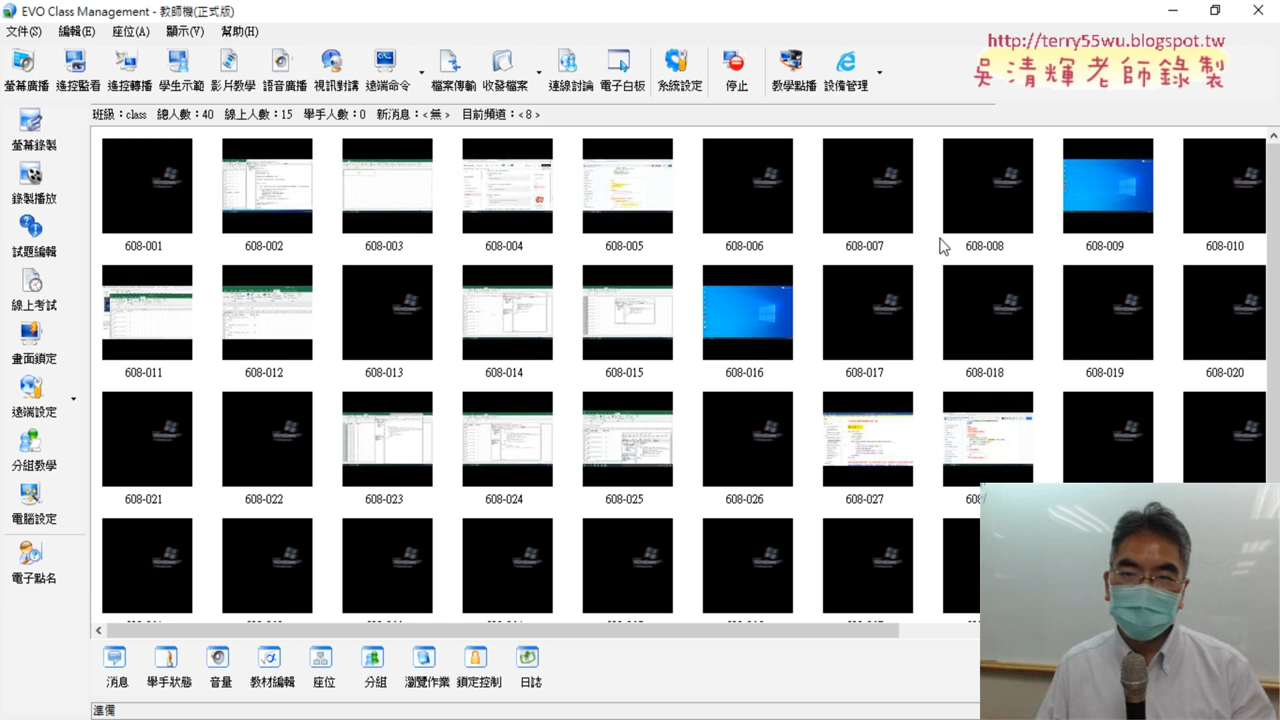 EVO Class Management - 教師機(正式版)
文件(S) 編輯(E) 座位(A) 顯示(V) 幫助(H)
http://terry55wu.blogspot.tw
吳清輝老師錄製
螢幕廣播 遙控監看 遙控轉播 學生示範 影片教學 語音廣播 視訊對講 遠端命令 檔案傳輸 收發檔案 連線討論 電子白板 系統設定 停止 教學點播 設備管理
班級：class 總人數：40 線上人數：15 舉手人數：0 新消息：<無> 目前頻道：<8>
螢幕錄製
錄製播放
試題編輯
線上考試
畫面鎖定
遠端設定
分組教學
電腦設定
電子點名
608-001 608-002 608-003 608-004 608-005 608-006 608-007 608-008 608-009 608-010
608-011 608-012 608-013 608-014 608-015 608-016 608-017 608-018 608-019 608-020
608-021 608-022 608-023 608-024 608-025 608-026 608-027
消息 舉手狀態 音量 教材編輯 座位 分組 瀏覽作業 鎖定控制 日誌
準備